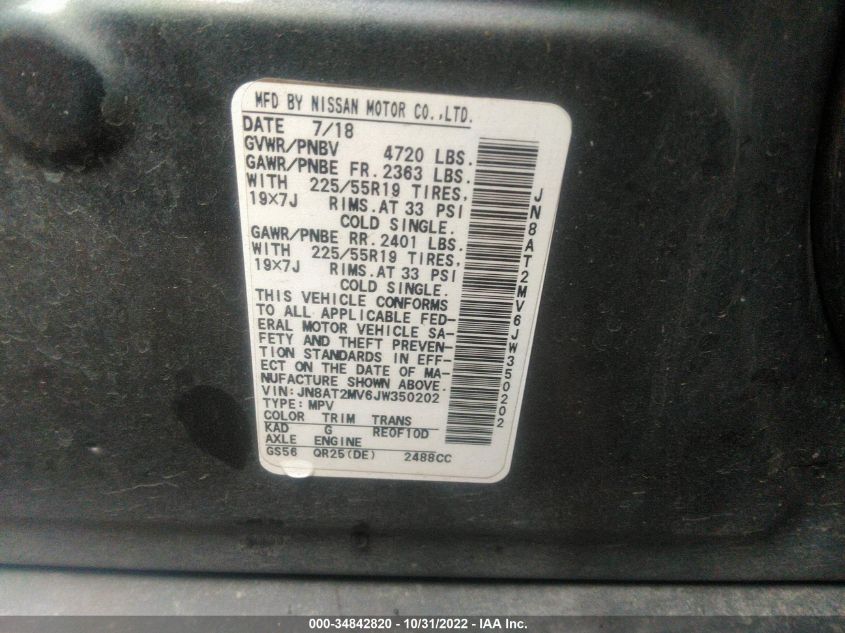 MFD BY NISSAN MOTOR CO.,LTD.
DATE 7/18
GVWR/PNBV 4720 LBS.
GAWR/PNBE FR. 2363 LBS.
WITH 225/55R19 TIRES,
19×7J RIMS.AT 33 PSI
COLD SINGLE.
GAWR/PNBE RR. 2401 LBS.
WITH 225/55R19 TIRES,
19×7J RIMS.AT 33 PSI
COLD SINGLE.
THIS VEHICLE CONFORMS
TO ALL APPLICABLE FED-
ERAL MOTOR VEHICLE SA-
FETY AND THEFT PREVEN-
TION STANDARDS IN EFF-
ECT ON THE DATE OF MA-
NUFACTURE SHOWN ABOVE.
VIN: JN8AT2MV6JW350202
TYPE: MPV
COLOR TRIM TRANS
KAD G RE0F10D
AXLE ENGINE
GS56 QR25(DE) 2488CC
JN8AT2MV6JW350202
000-34842820 - 10/31/2022 - IAA Inc.